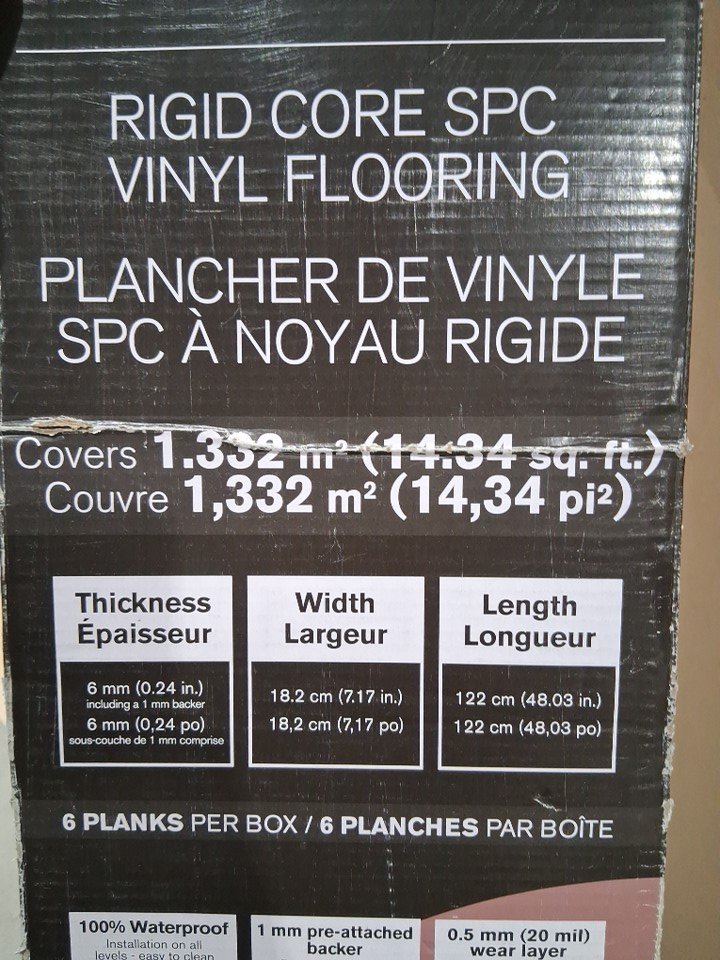 RIGID CORE SPC
VINYL FLOORING
PLANCHER DE VINYLE
SPC À NOYAU RIGIDE
Covers 1.332 m² (14.34 sq. ft.)
Couvre 1,332 m² (14,34 pi²)
Thickness
Épaisseur
6 mm (0.24 in.)
including a 1 mm backer
6 mm (0,24 po)
sous-couche de 1 mm comprise
Width
Largeur
18.2 cm (7.17 in.)
18,2 cm (7,17 po)
Length
Longueur
122 cm (48.03 in.)
122 cm (48,03 po)
6 PLANKS PER BOX / 6 PLANCHES PAR BOÎTE
100% Waterproof
Installation on all
levels - easy to clean
1 mm pre-attached
backer
0.5 mm (20 mil)
wear layer